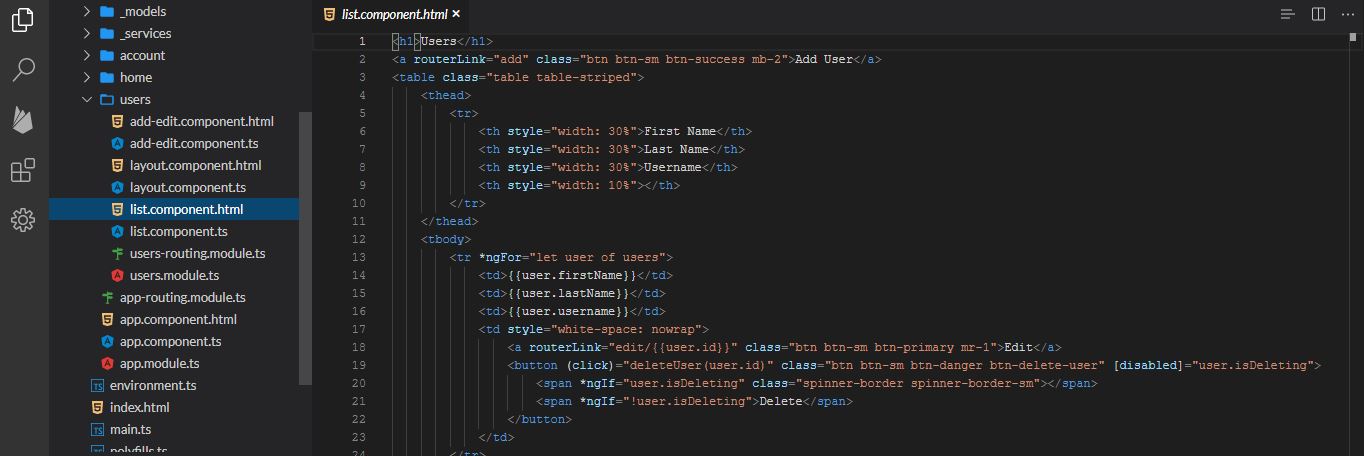 _models
_services
account
home
users
add-edit.component.html
add-edit.component.ts
layout.component.html
layout.component.ts
list.component.html
list.component.ts
users-routing.module.ts
users.module.ts
app-routing.module.ts
app.component.html
app.component.ts
app.module.ts
TS environment.ts
index.html
TS main.ts
TS polyfills.ts
list.component.html ×
1 <h1>Users</h1>
2 <a routerLink="add" class="btn btn-sm btn-success mb-2">Add User</a>
3 <table class="table table-striped">
4 <thead>
5 <tr>
6 <th style="width: 30%">First Name</th>
7 <th style="width: 30%">Last Name</th>
8 <th style="width: 30%">Username</th>
9 <th style="width: 10%"></th>
10 </tr>
11 </thead>
12 <tbody>
13 <tr *ngFor="let user of users">
14 <td>{{user.firstName}}</td>
15 <td>{{user.lastName}}</td>
16 <td>{{user.username}}</td>
17 <td style="white-space: nowrap">
18 <a routerLink="edit/{{user.id}}" class="btn btn-sm btn-primary mr-1">Edit</a>
19 <button (click)="deleteUser(user.id)" class="btn btn-sm btn-danger btn-delete-user" [disabled]="user.isDeleting">
20 <span *ngIf="user.isDeleting" class="spinner-border spinner-border-sm"></span>
21 <span *ngIf="!user.isDeleting">Delete</span>
22 </button>
23 </td>
24 </tr>